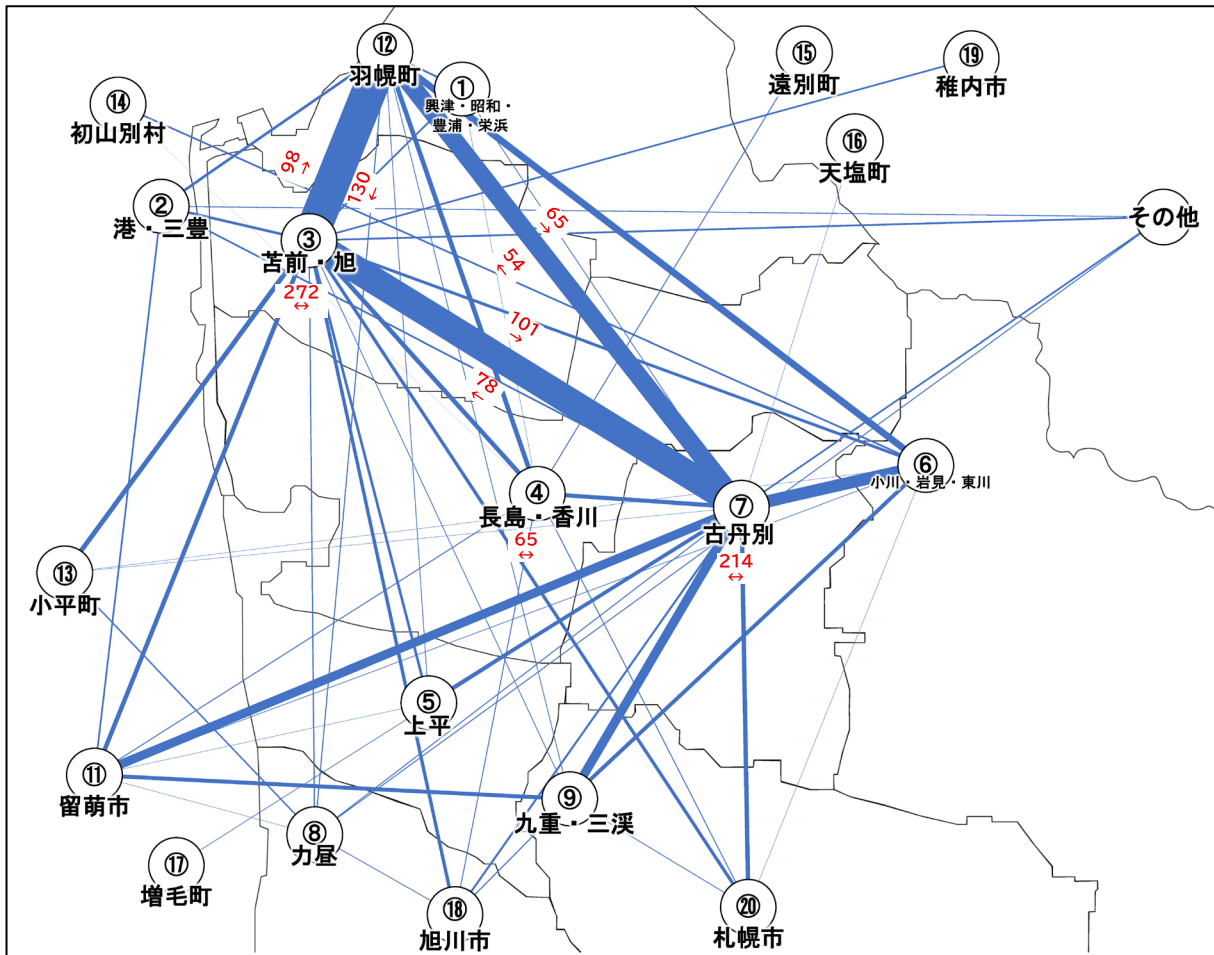 ⑫
羽幌町
①
興津・昭和・
豊浦・栄浜
⑮
遠別町
⑲
稚内市
⑭
初山別村
⑯
天塩町
98
→
130
→
②
港・三豊
③
苫前・旭
65
→
その他
54
←
272
↔
101
→
78
←
④
長島・香川
65
↔
⑥
小川・岩見・東川
⑦
古丹別
214
↔
⑬
小平町
⑤
上平
⑪
留萌市
⑨
九重・三渓
⑧
力昼
⑰
増毛町
⑱
旭川市
⑳
札幌市